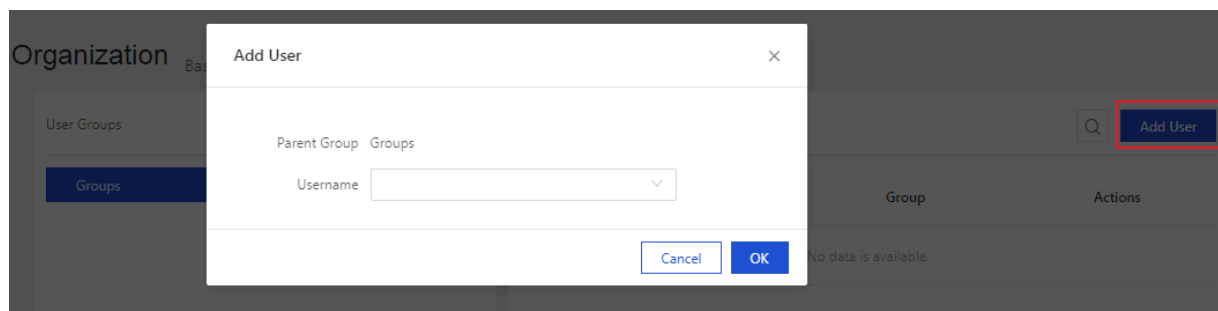 Organization Bas
Add User
User Groups
Add User
Parent Group Groups
Groups
Username
Group Actions
Cancel OK
No data is available.